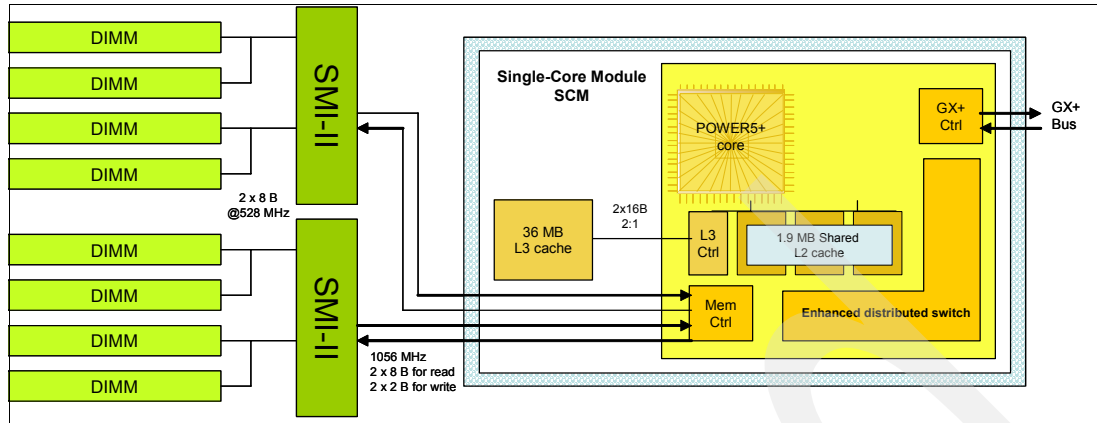 DIMM
DIMM
DIMM
DIMM
2 x 8 B
@528 MHz
DIMM
DIMM
DIMM
DIMM
SMI-II
SMI-II
1056 MHz
2 x 8 B for read
2 x 2 B for write
Single-Core Module
SCM
POWER5+
core
GX+
Ctrl
GX+
Bus
36 MB
L3 cache
2x16B
2:1
L3
Ctrl
1.9 MB Shared
L2 cache
Mem
Ctrl
Enhanced distributed switch